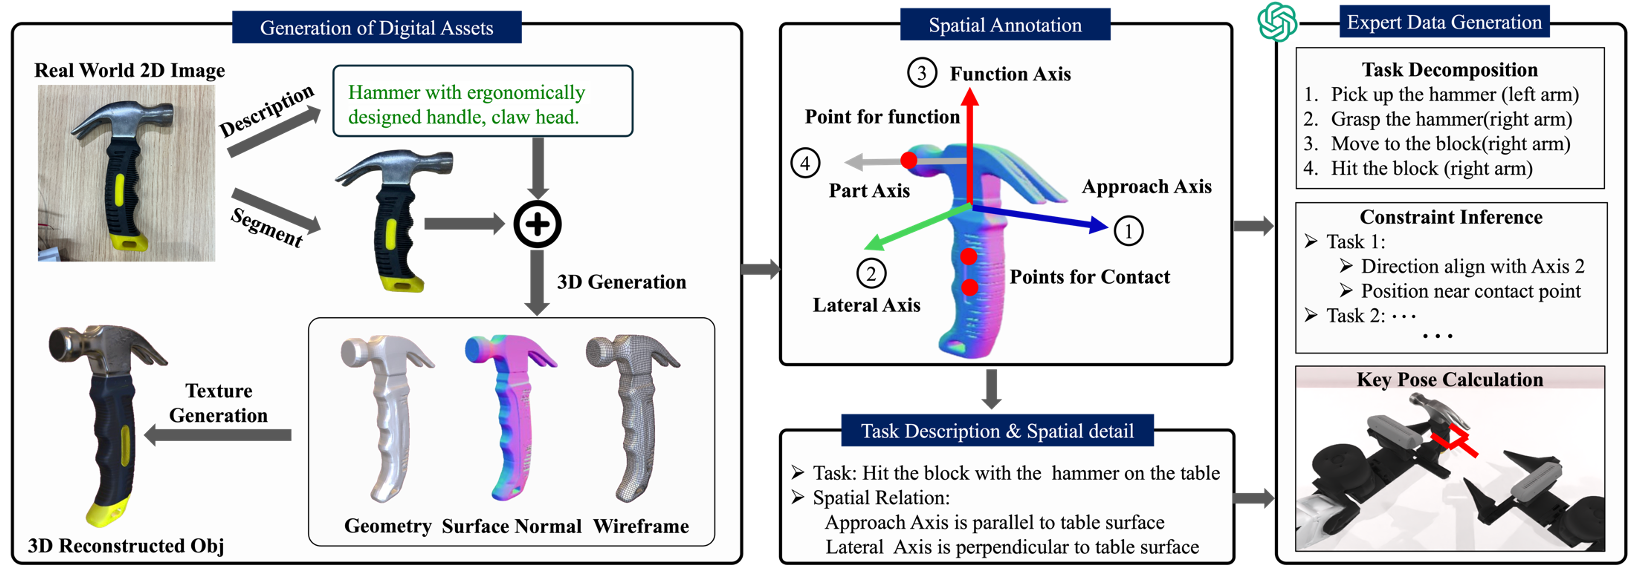 Generation of Digital Assets
Real World 2D Image
Description
Hammer with ergonomically
designed handle, claw head.
Segment
3D Generation
Texture
Generation
Geometry Surface Normal Wireframe
3D Reconstructed Obj
Spatial Annotation
3 Function Axis
Point for function
4
Part Axis
Approach Axis
1
2
Lateral Axis
Points for Contact
Task Description & Spatial detail
➢ Task: Hit the block with the hammer on the table
➢ Spatial Relation:
Approach Axis is parallel to table surface
Lateral Axis is perpendicular to table surface
Expert Data Generation
Task Decomposition
1. Pick up the hammer (left arm)
2. Grasp the hammer(right arm)
3. Move to the block(right arm)
4. Hit the block (right arm)
Constraint Inference
➢ Task 1:
➢ Direction align with Axis 2
➢ Position near contact point
➢ Task 2: ···
···
Key Pose Calculation